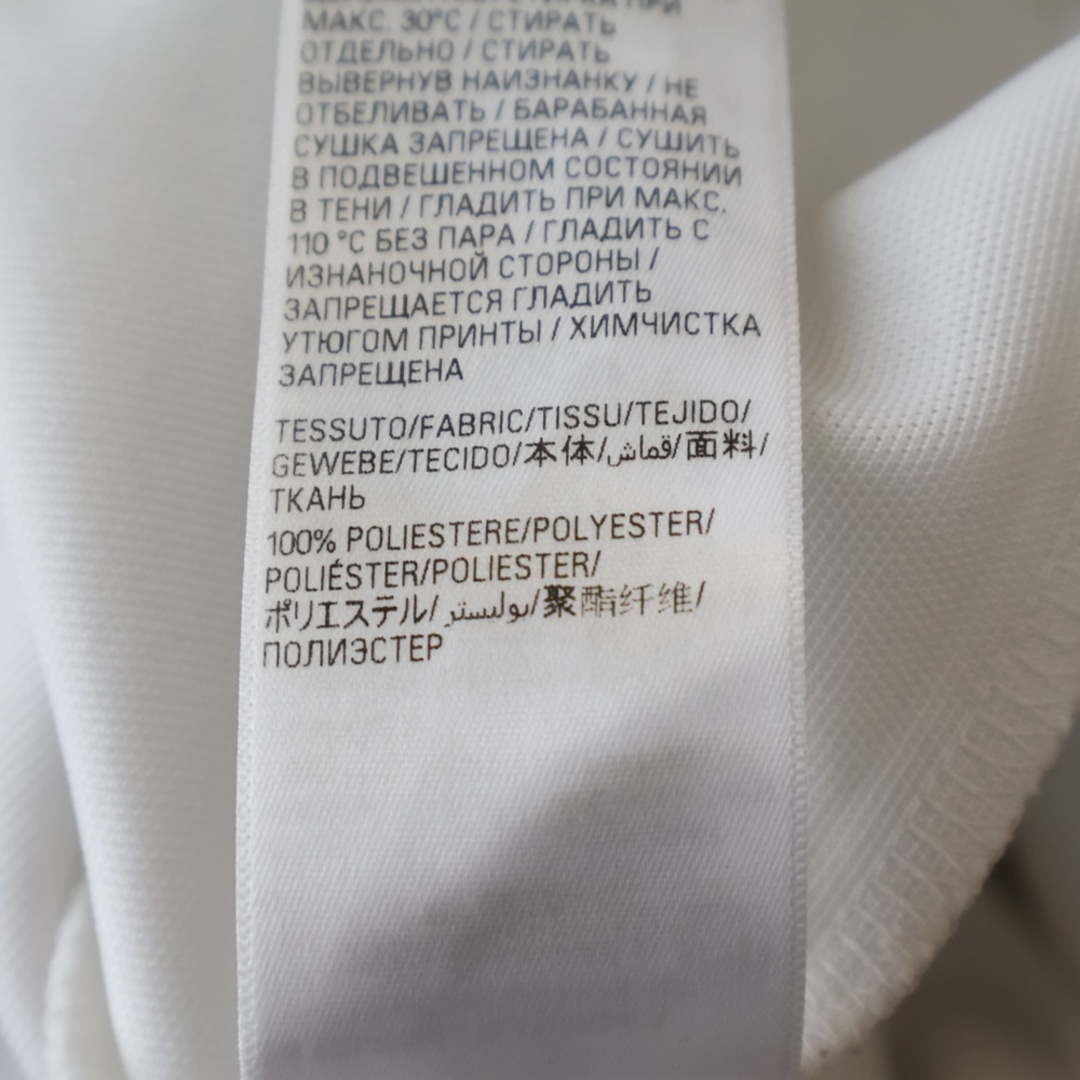 МАКС. 30°C / СТИРАТЬ
ОТДЕЛЬНО / СТИРАТЬ
ВЫВЕРНУВ НАИЗНАНКУ / НЕ
ОТБЕЛИВАТЬ / БАРАБАННАЯ
СУШКА ЗАПРЕЩЕНА / СУШИТЬ
В ПОДВЕШЕННОМ СОСТОЯНИИ
В ТЕНИ / ГЛАДИТЬ ПРИ МАКС.
110 °C БЕЗ ПАРА / ГЛАДИТЬ С
ИЗНАНОЧНОЙ СТОРОНЫ /
ЗАПРЕЩАЕТСЯ ГЛАДИТЬ
УТЮГОМ ПРИНТЫ / ХИМЧИСТКА
ЗАПРЕЩЕНА
TESSUTO/FABRIC/TISSU/TEJIDO/
GEWEBE/TECIDO/本体/قماش/面料/
ТКАНЬ
100% POLIESTERE/POLYESTER/
POLIÉSTER/POLIESTER/
ポリエステル/بوليستر/聚酯纤维/
ПОЛИЭСТЕР